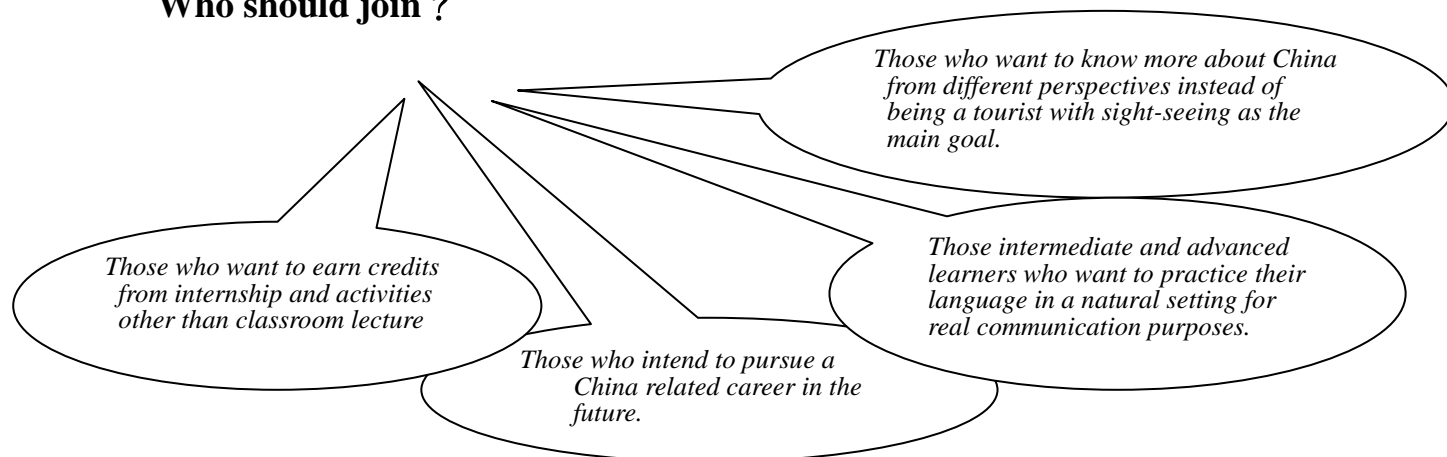 Who should join ?
Those who want to know more about China
from different perspectives instead of
being a tourist with sight-seeing as the
main goal.
Those intermediate and advanced
learners who want to practice their
language in a natural setting for
real communication purposes.
Those who want to earn credits
from internship and activities
other than classroom lecture
Those who intend to pursue a
China related career in the
future.